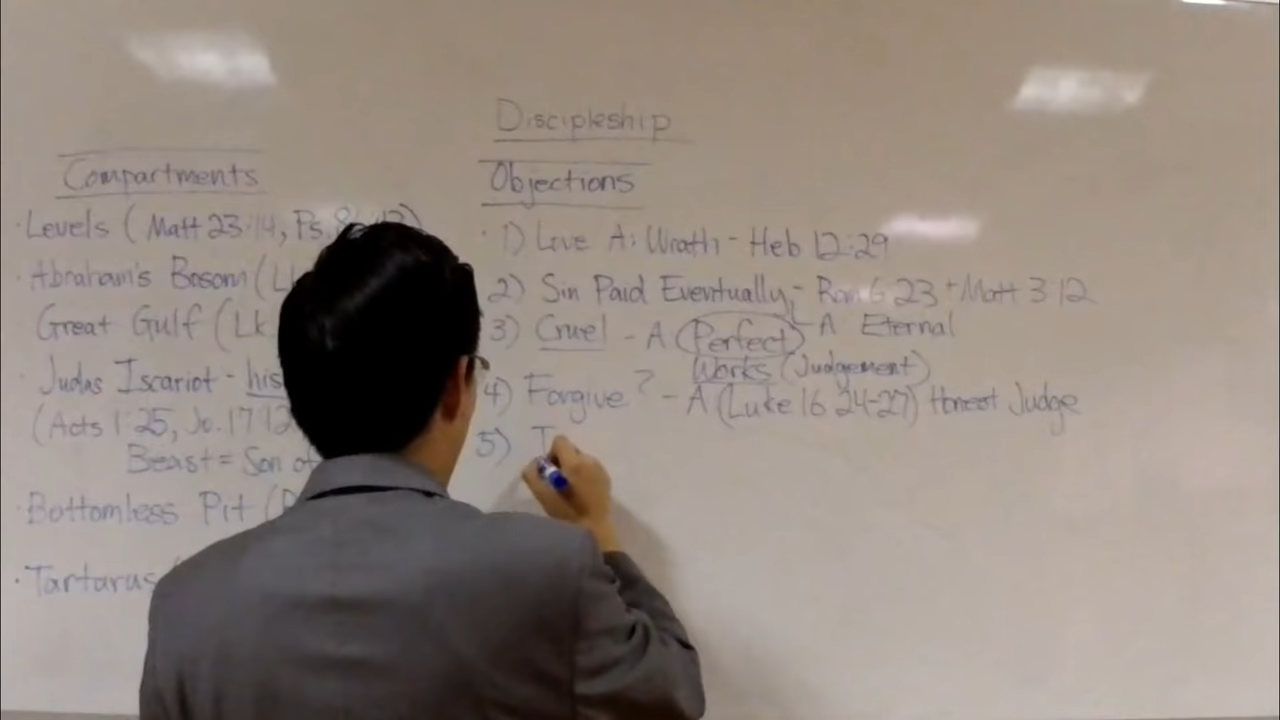 Discipleship
Compartments
· Levels ( Matt 23:14, Ps.
· Abraham's Bosom (
Great Gulf (Lk
· Judas Iscariot - his
(Acts 1:25, Jo. 17:12
Beast = Son of
· Bottomless Pit (
· Tartarus
Objections
· 1) Love A: Wrath - Heb 12:29
2) Sin Paid Eventually - Rom 6:23 + Matt 3:12
A Eternal
3) Cruel - A (Perfect)
Works (Judgement)
4) Forgive? - A (Luke 16:24-27) Honest Judge
5)